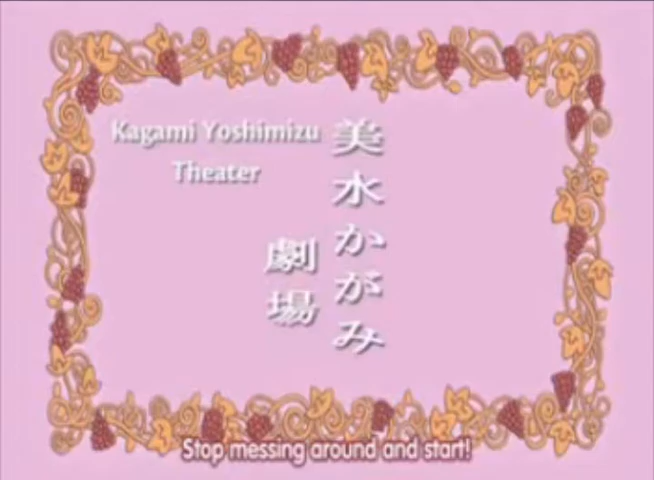 Kagami Yoshimizu
Theater
美水かがみ
劇場
Stop messing around and start!